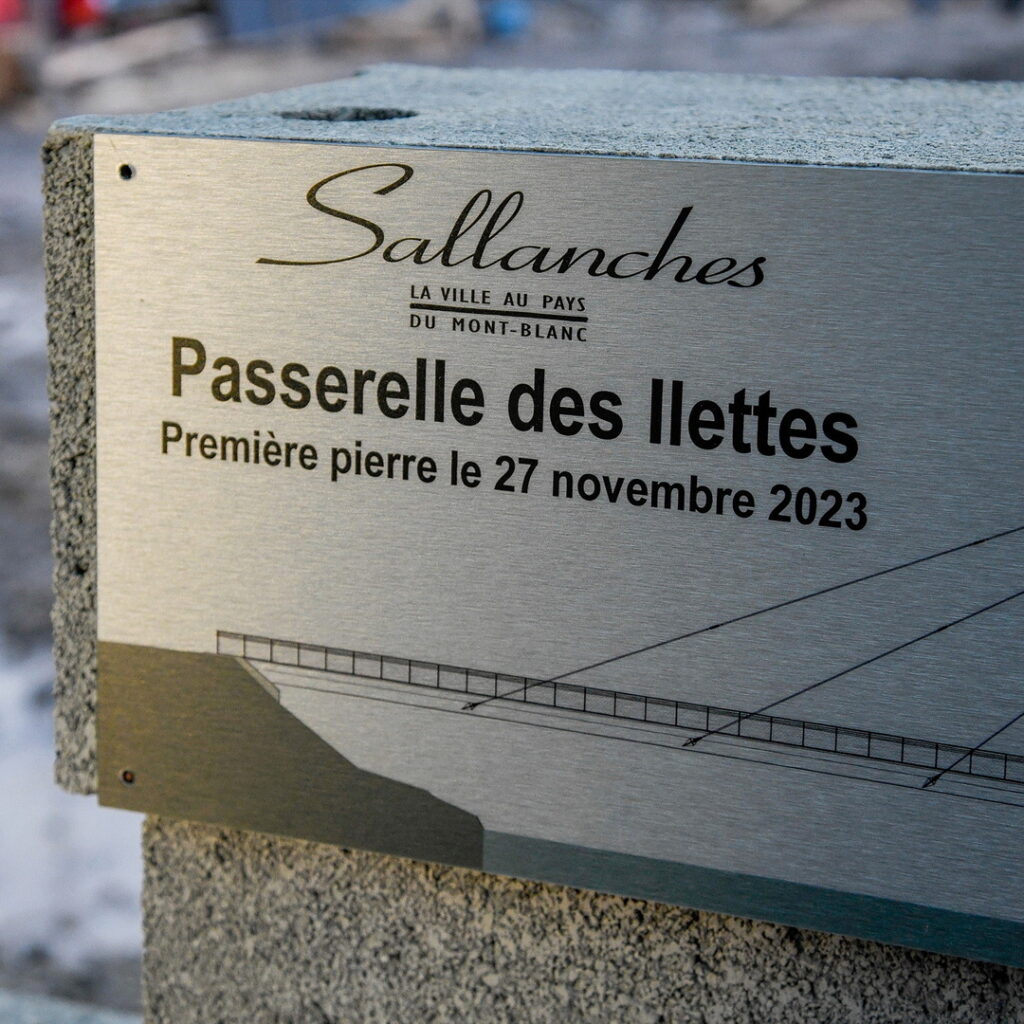 Sallanches
LA VILLE AU PAYS
DU MONT-BLANC
Passerelle des Ilettes
Première pierre le 27 novembre 2023